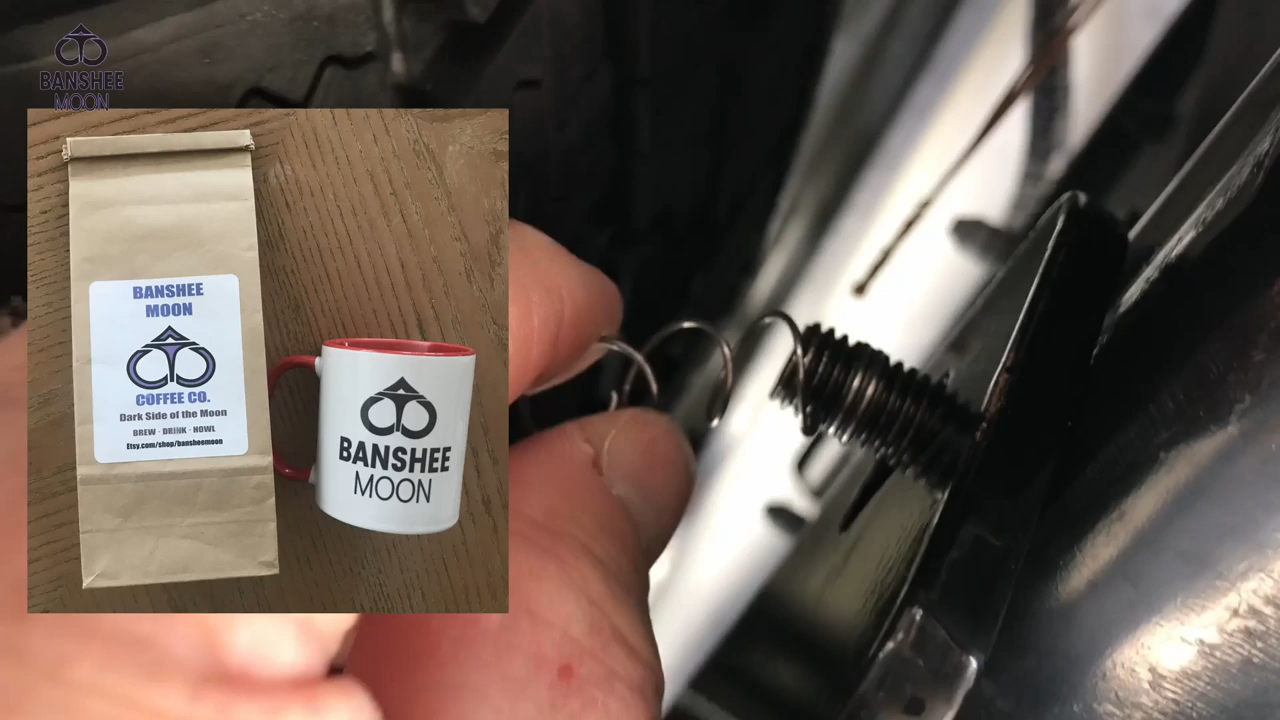 BANSHEE
MOON
BANSHEE
MOON
COFFEE CO.
Dark Side of the Moon
BREW · DRINK · HOWL
Etsy.com/shop/bansheemoon
BANSHEE
MOON